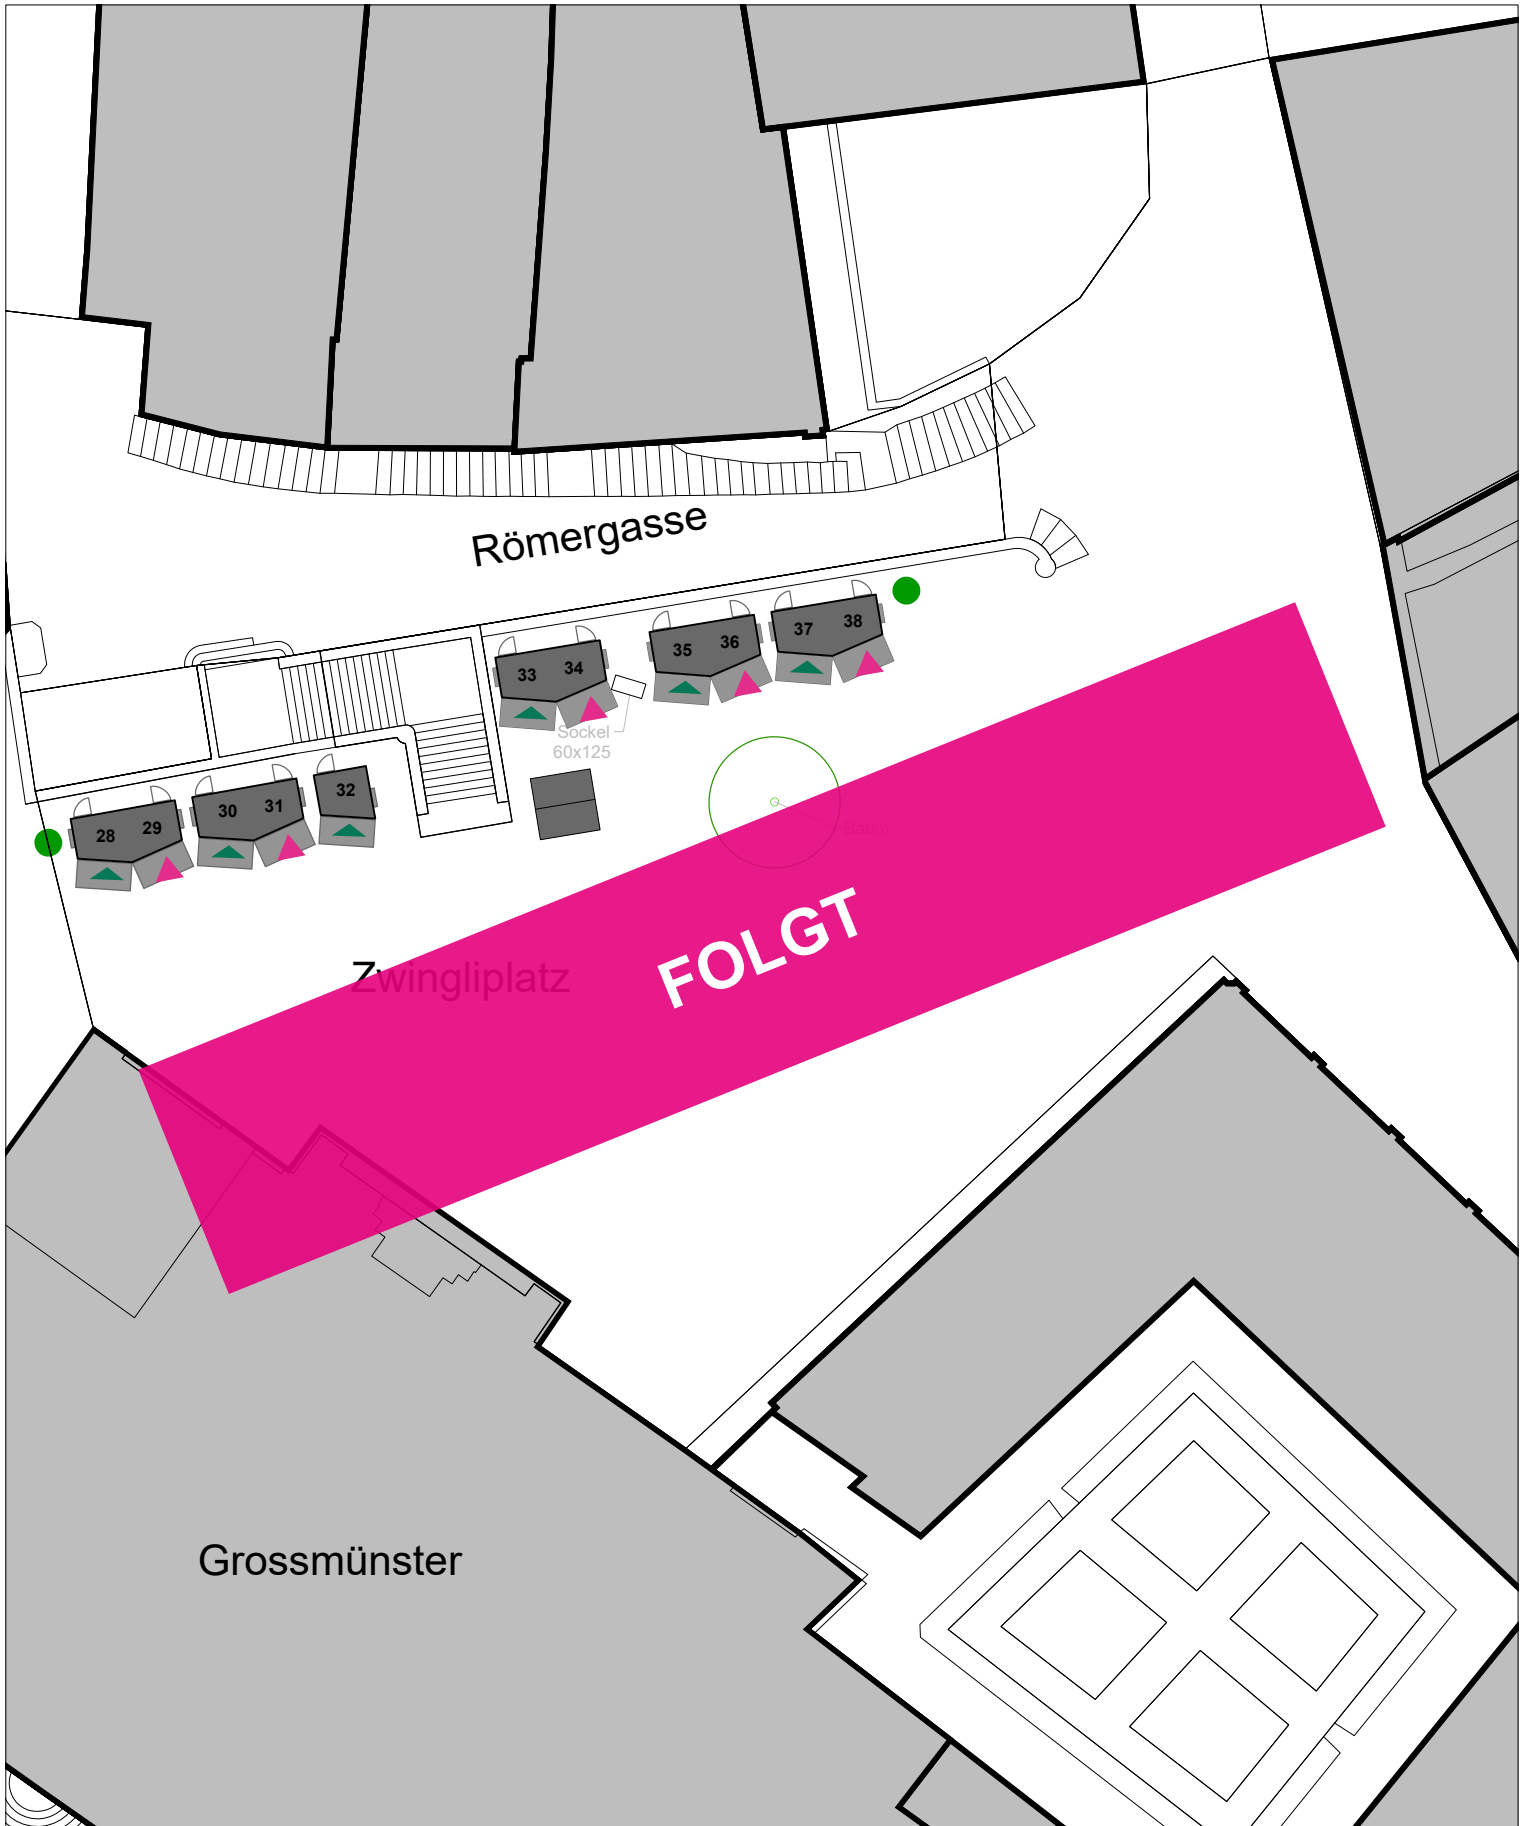 Römergasse
33 34 35 36 37 38
Sockel
60x125
28 29 30 31 32
Baum
FOLGT
Zwingliplatz
Grossmünster